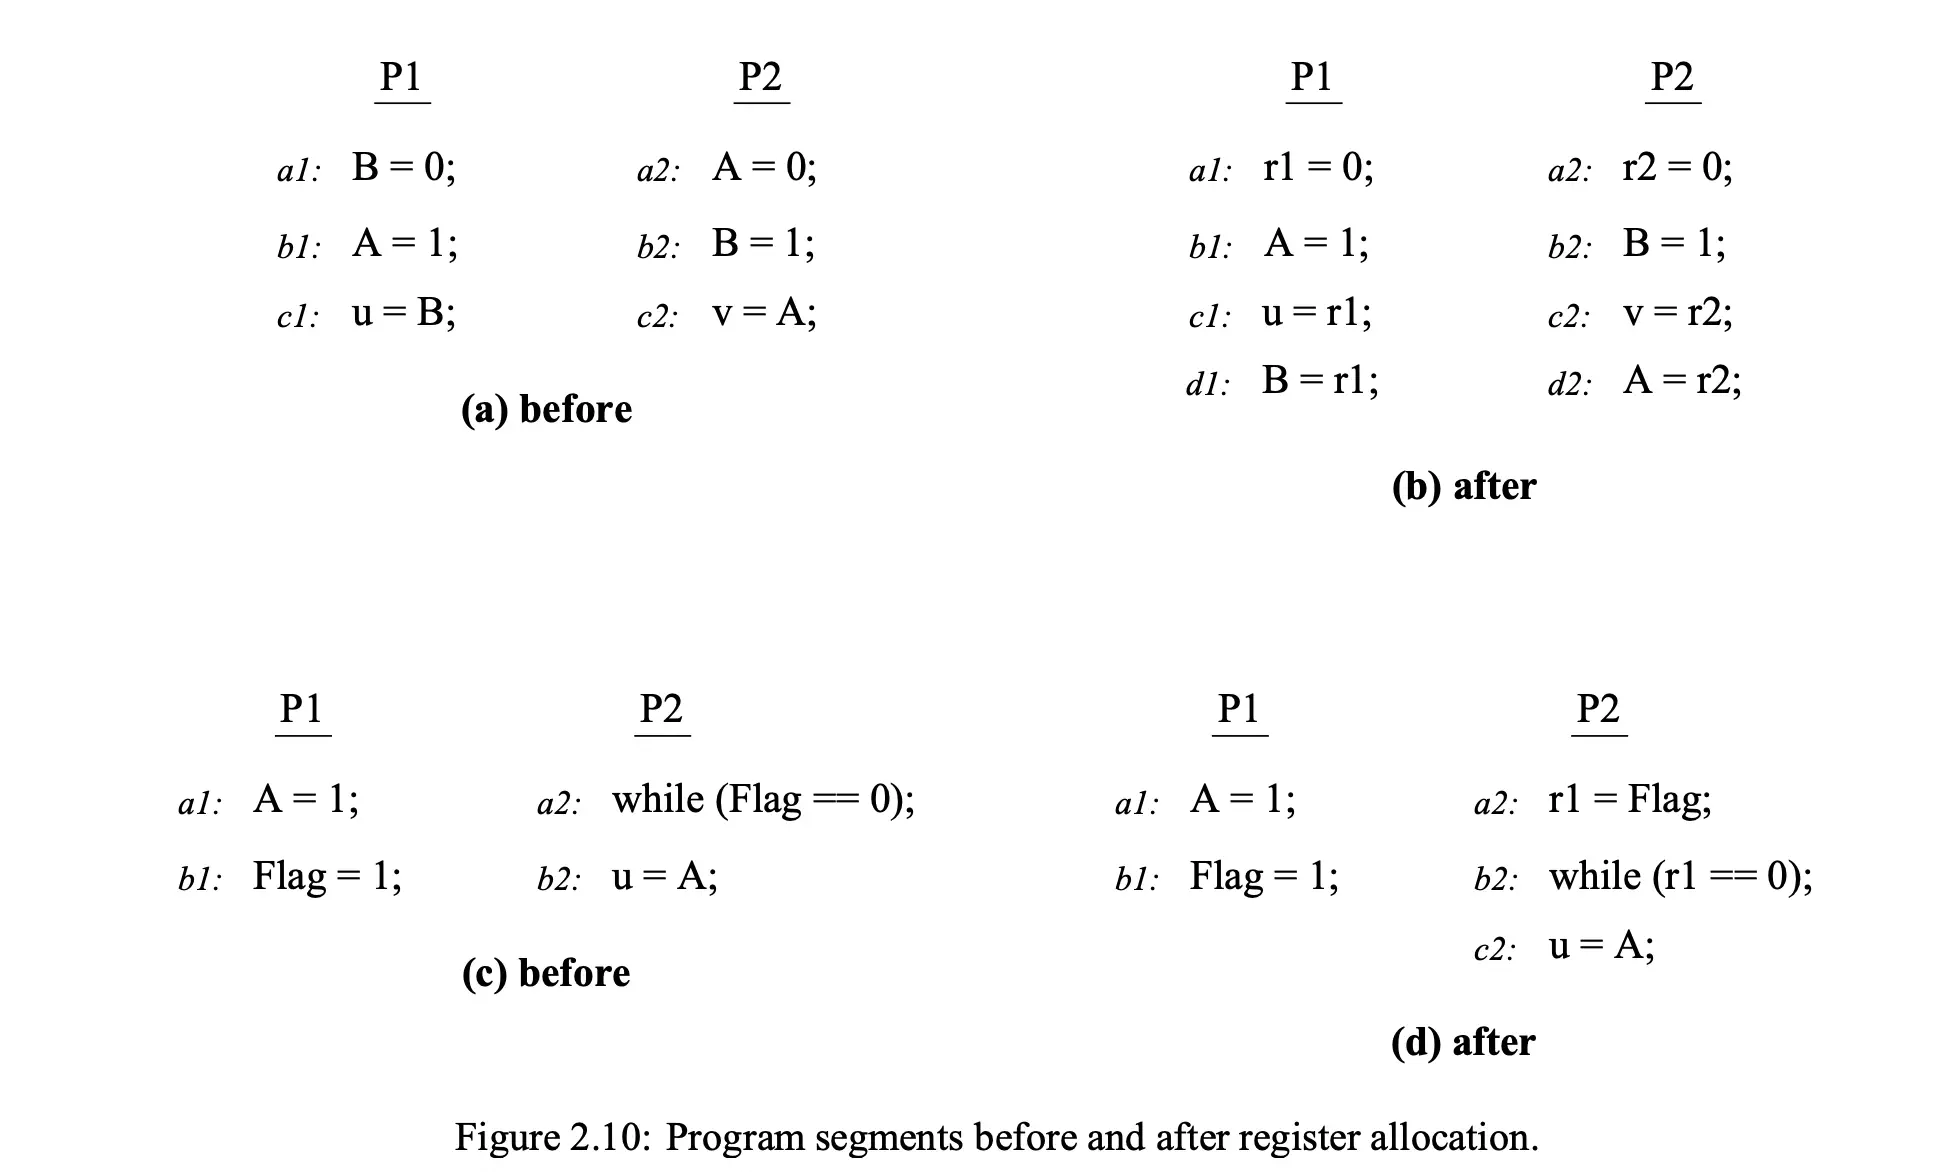 P1 P2 P1 P2
a1: B = 0; a2: A = 0; a1: r1 = 0; a2: r2 = 0;
b1: A = 1; b2: B = 1; b1: A = 1; b2: B = 1;
c1: u = B; c2: v = A; c1: u = r1; c2: v = r2;
d1: B = r1; d2: A = r2;
(a) before
(b) after
P1 P2 P1 P2
a1: A = 1; a2: while (Flag == 0); a1: A = 1; a2: r1 = Flag;
b1: Flag = 1; b2: u = A; b1: Flag = 1; b2: while (r1 == 0);
c2: u = A;
(c) before
(d) after
Figure 2.10: Program segments before and after register allocation.